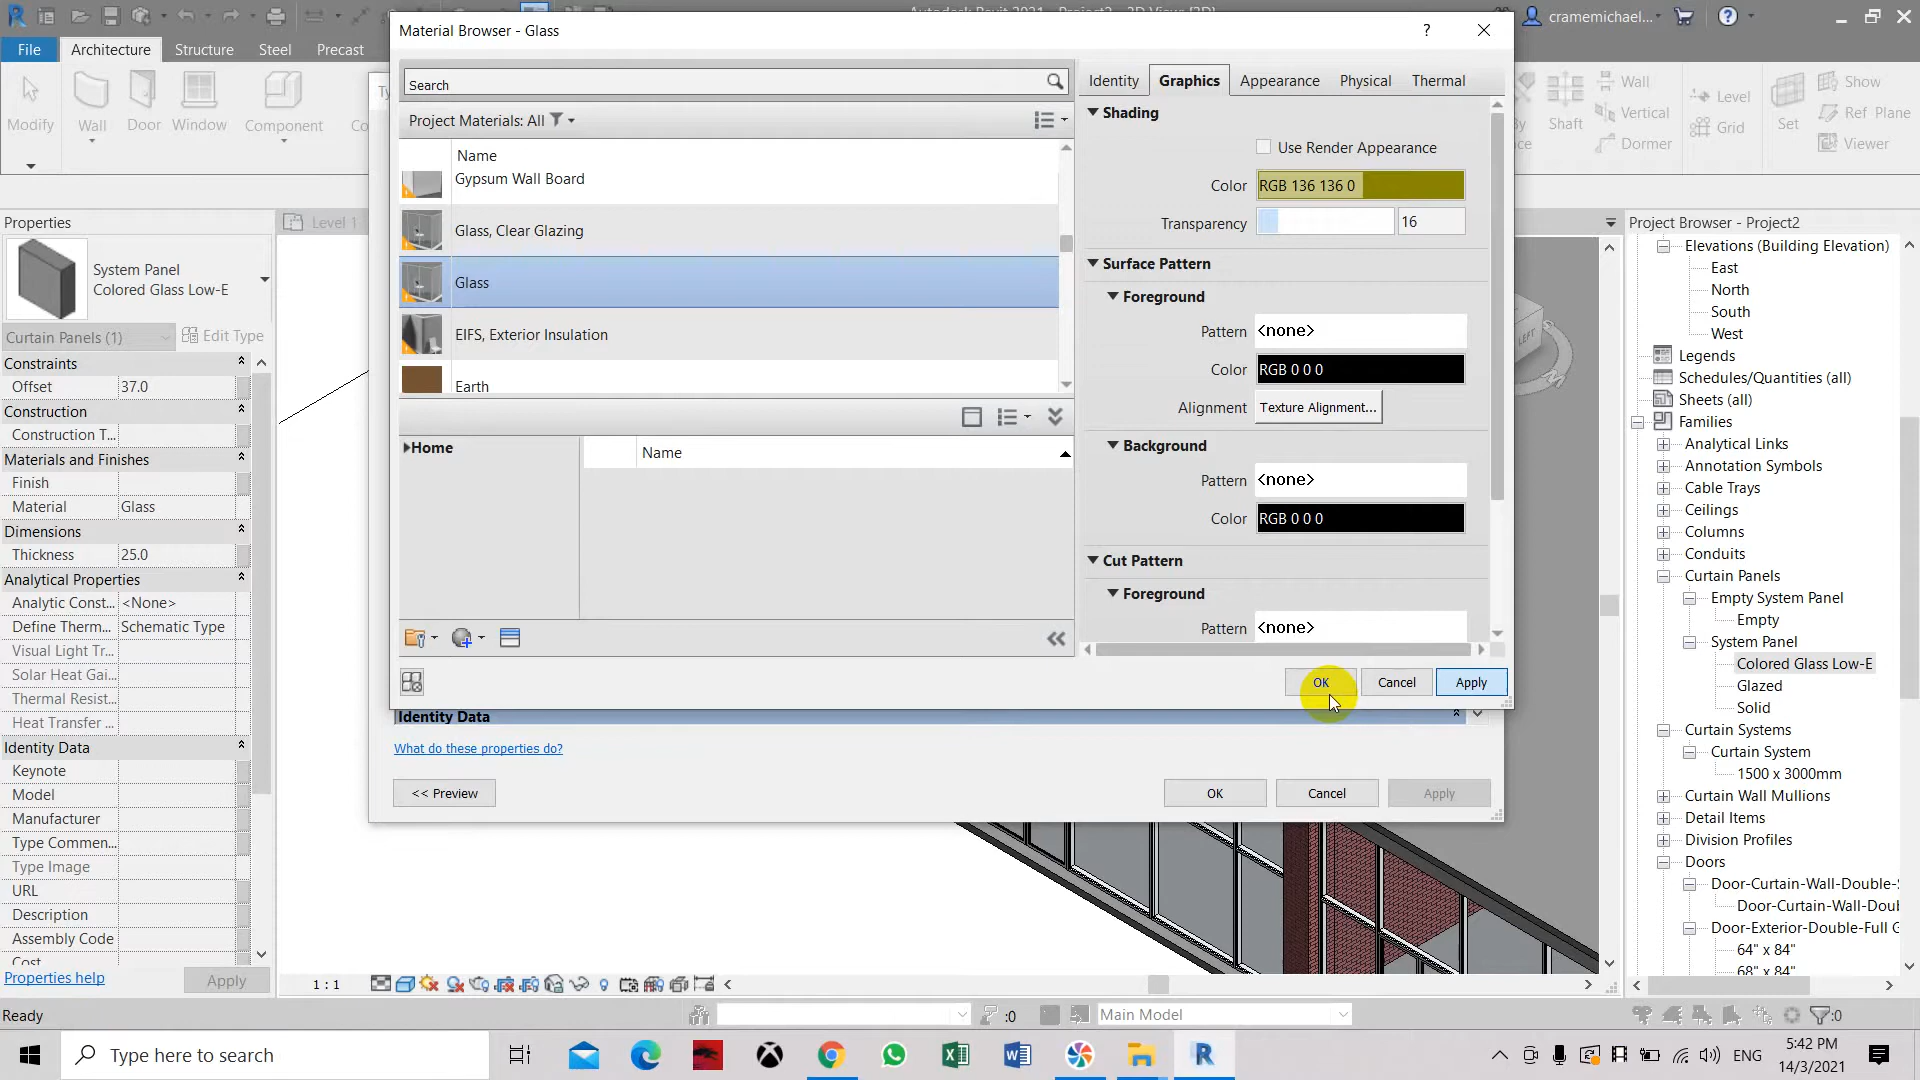 Autodesk Revit 2021 - Project2 - 3D View: {3D}
cramemichael...
File
Architecture
Structure
Steel
Precast
Modify
Wall
Door
Window
Component
Shaft
Wall
Vertical
Dormer
Level
Grid
Set
Show
Ref Plane
Viewer
Material Browser - Glass
?
Search
Project Materials: All
Name
Gypsum Wall Board
Glass, Clear Glazing
Glass
EIFS, Exterior Insulation
Earth
Home
Name
Identity
Graphics
Appearance
Physical
Thermal
Shading
Use Render Appearance
Color
RGB 136 136 0
Transparency
16
Surface Pattern
Foreground
Pattern
<none>
Color
RGB 0 0 0
Alignment
Texture Alignment...
Background
Pattern
<none>
Color
RGB 0 0 0
Cut Pattern
Foreground
Pattern
<none>
OK
Cancel
Apply
Identity Data
What do these properties do?
<< Preview
OK
Cancel
Apply
Level 1
Properties
System Panel
Colored Glass Low-E
Curtain Panels (1)
Edit Type
Constraints
Offset
37.0
Construction
Construction T...
Materials and Finishes
Finish
Material
Glass
Dimensions
Thickness
25.0
Analytical Properties
Analytic Const...
<None>
Define Therm...
Schematic Type
Visual Light Tr...
Solar Heat Gai...
Thermal Resist...
Heat Transfer ...
Identity Data
Keynote
Model
Manufacturer
Type Commen...
Type Image
URL
Description
Assembly Code
Cost
Properties help
Apply
LEFT
Project Browser - Project2
Elevations (Building Elevation)
East
North
South
West
Legends
Schedules/Quantities (all)
Sheets (all)
Families
Analytical Links
Annotation Symbols
Cable Trays
Ceilings
Columns
Conduits
Curtain Panels
Empty System Panel
Empty
System Panel
Colored Glass Low-E
Glazed
Solid
Curtain Systems
Curtain System
1500 x 3000mm
Curtain Wall Mullions
Detail Items
Division Profiles
Doors
Door-Curtain-Wall-Double-
Door-Curtain-Wall-Doub
Door-Exterior-Double-Full
64" x 84"
68" x 84"
1 : 1
Ready
:0
Main Model
:0
Type here to search
ENG
5:42 PM
14/3/2021